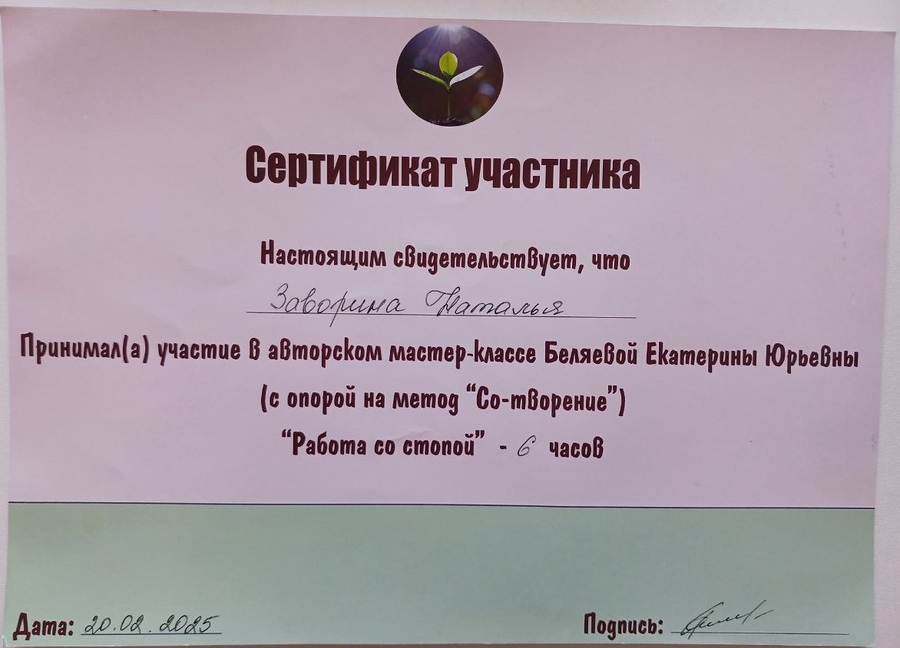 Сертификат участника
Настоящим свидетельствует, что
Заворина Наталья
Принимал(а) участие в авторском мастер-классе Беляевой Екатерины Юрьевны
(с опорой на метод "Со-творение")
"Работа со стопой" - 6 часов
Дата: 20.02.2025 Подпись: